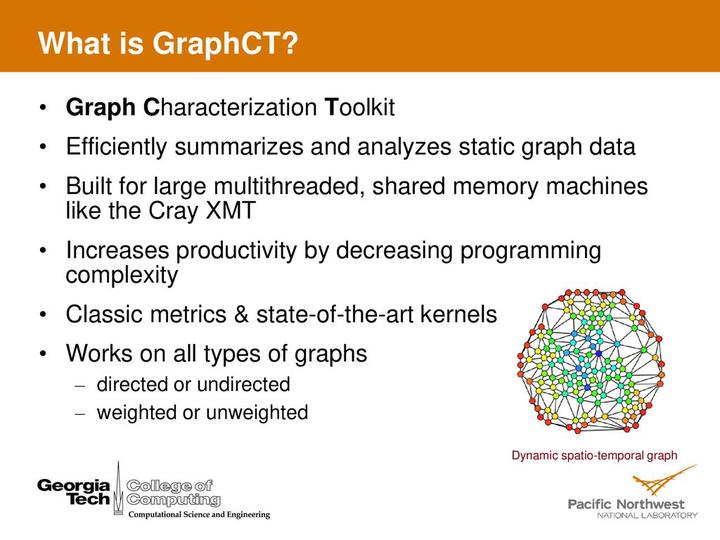 What is GraphCT?
• Graph Characterization Toolkit
• Efficiently summarizes and analyzes static graph data
• Built for large multithreaded, shared memory machines
like the Cray XMT
• Increases productivity by decreasing programming
complexity
• Classic metrics & state-of-the-art kernels
• Works on all types of graphs
– directed or undirected
– weighted or unweighted
Dynamic spatio-temporal graph
Georgia
Tech
College of
Computing
Computational Science and Engineering
Pacific Northwest
NATIONAL LABORATORY